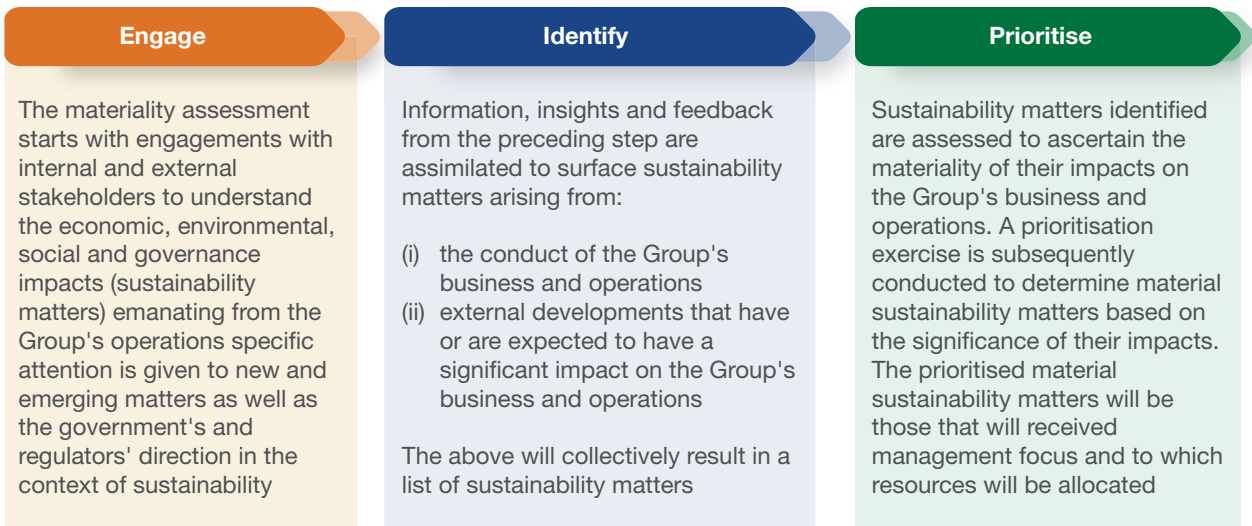 Engage
The materiality assessment
starts with engagements with
internal and external
stakeholders to understand
the economic, environmental,
social and governance
impacts (sustainability
matters) emanating from the
Group's operations specific
attention is given to new and
emerging matters as well as
the government's and
regulators' direction in the
context of sustainability
Identify
Information, insights and feedback
from the preceding step are
assimilated to surface sustainability
matters arising from:
(i) the conduct of the Group's
business and operations
(ii) external developments that have
or are expected to have a
significant impact on the Group's
business and operations
The above will collectively result in a
list of sustainability matters
Prioritise
Sustainability matters identified
are assessed to ascertain the
materiality of their impacts on
the Group's business and
operations. A prioritisation
exercise is subsequently
conducted to determine material
sustainability matters based on
the significance of their impacts.
The prioritised material
sustainability matters will be
those that will received
management focus and to which
resources will be allocated